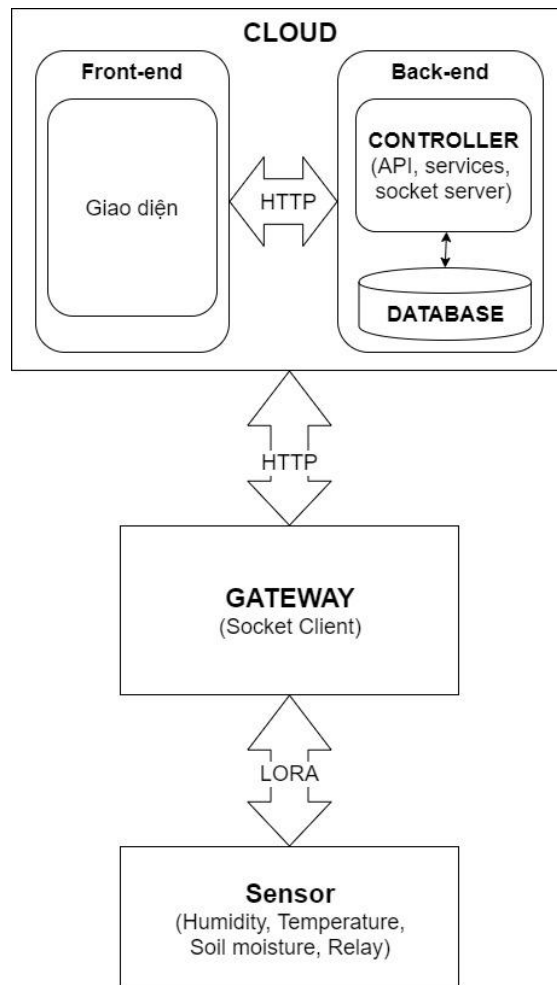 CLOUD
Front-end
Back-end
Giao diện
HTTP
CONTROLLER
(API, services,
socket server)
DATABASE
HTTP
GATEWAY
(Socket Client)
LORA
Sensor
(Humidity, Temperature,
Soil moisture, Relay)